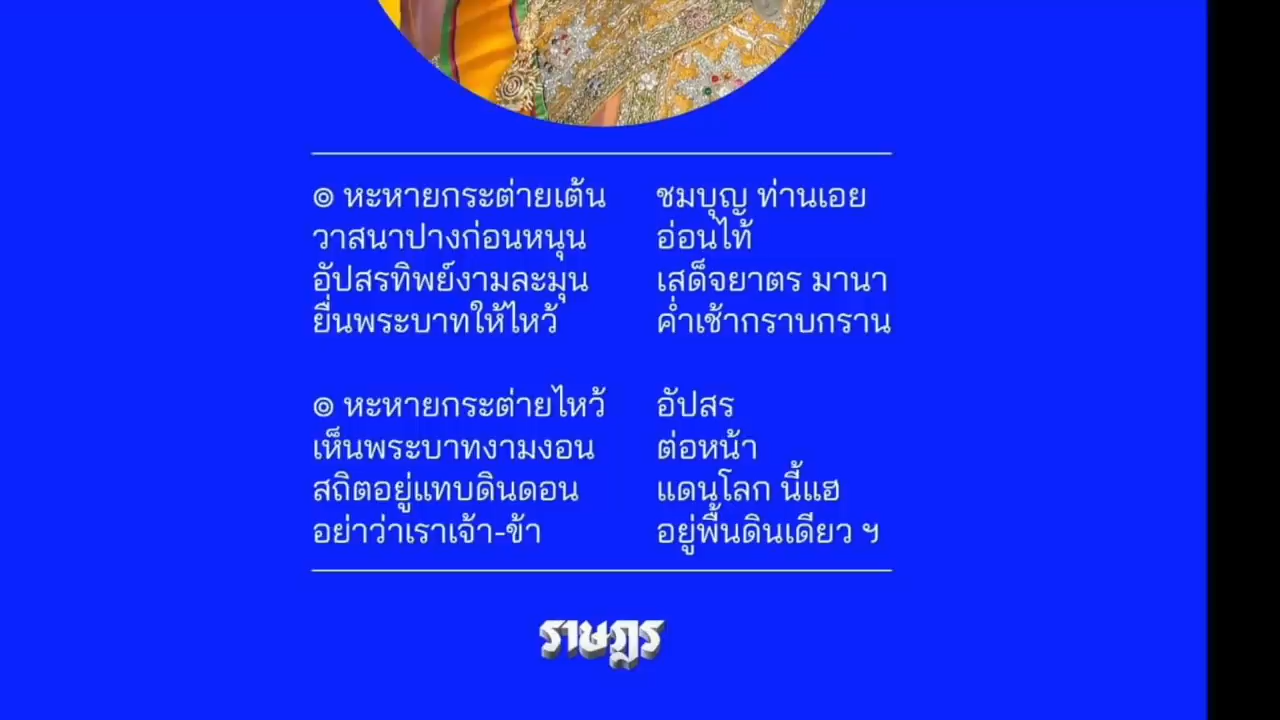 ๏ หะหายกระต่ายเต้น ชมบุญ ท่านเอย
วาสนาปางก่อนหนุน อ่อนไท้
อัปสรทิพย์งามละมุน เสด็จยาตร มานา
ยื่นพระบาทให้ไหว้ ค่ำเช้ากราบกราน
๏ หะหายกระต่ายไหว้ อัปสร
เห็นพระบาทงามงอน ต่อหน้า
สถิตอยู่แทบดินดอน แดนโลก นี้แฮ
อย่าว่าเราเจ้า-ข้า อยู่พื้นดินเดียว ฯ
ราษฎร